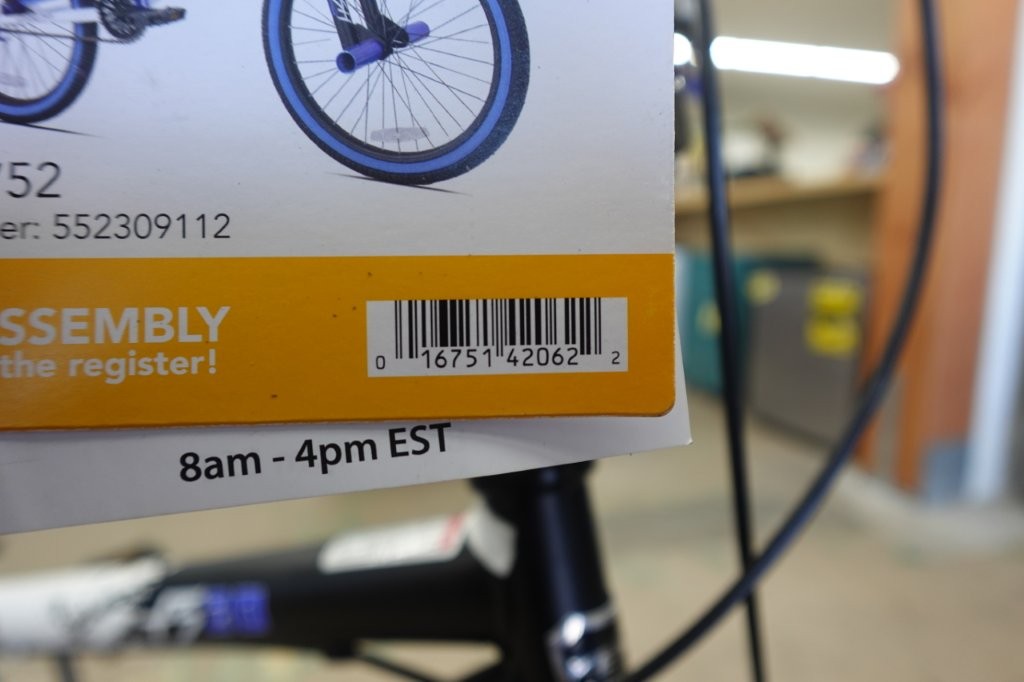 752
er: 552309112
SSEMBLY
the register!
0 16751 42062 2
8am - 4pm EST